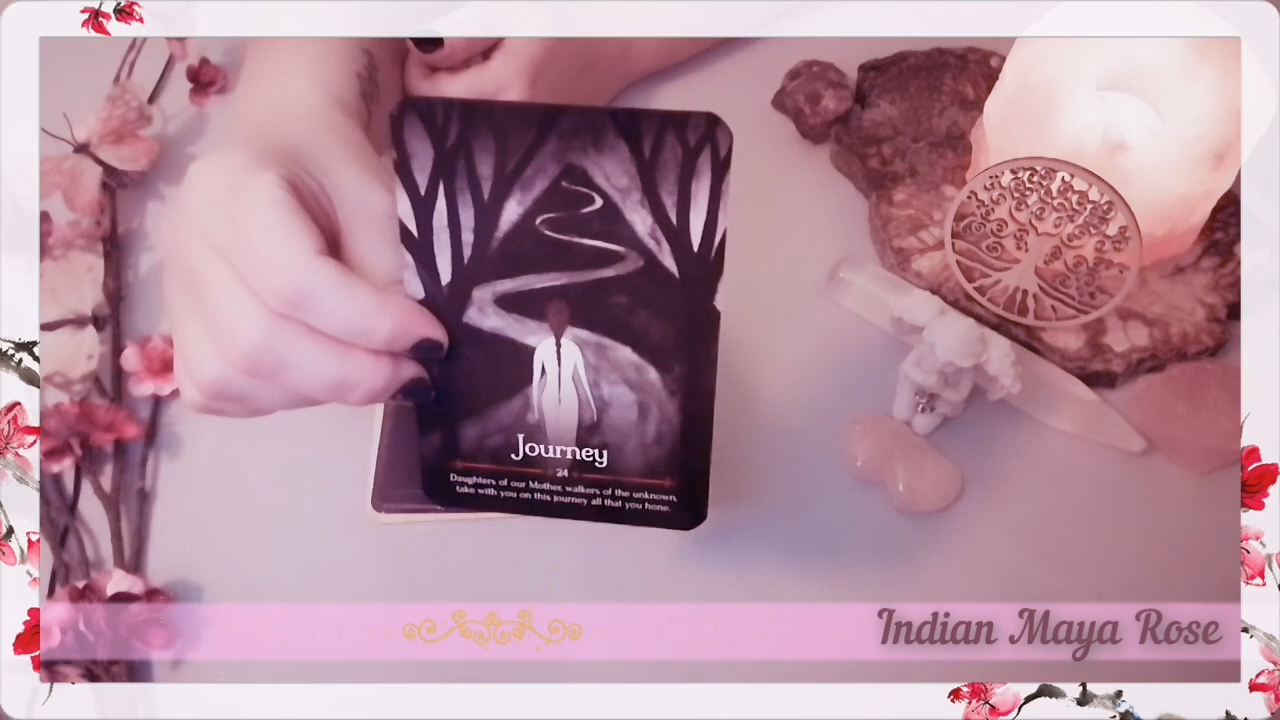 Journey
24
Daughters of our Mother, walkers of the unknown,
take with you on this journey all that you hone.
Indian Maya Rose